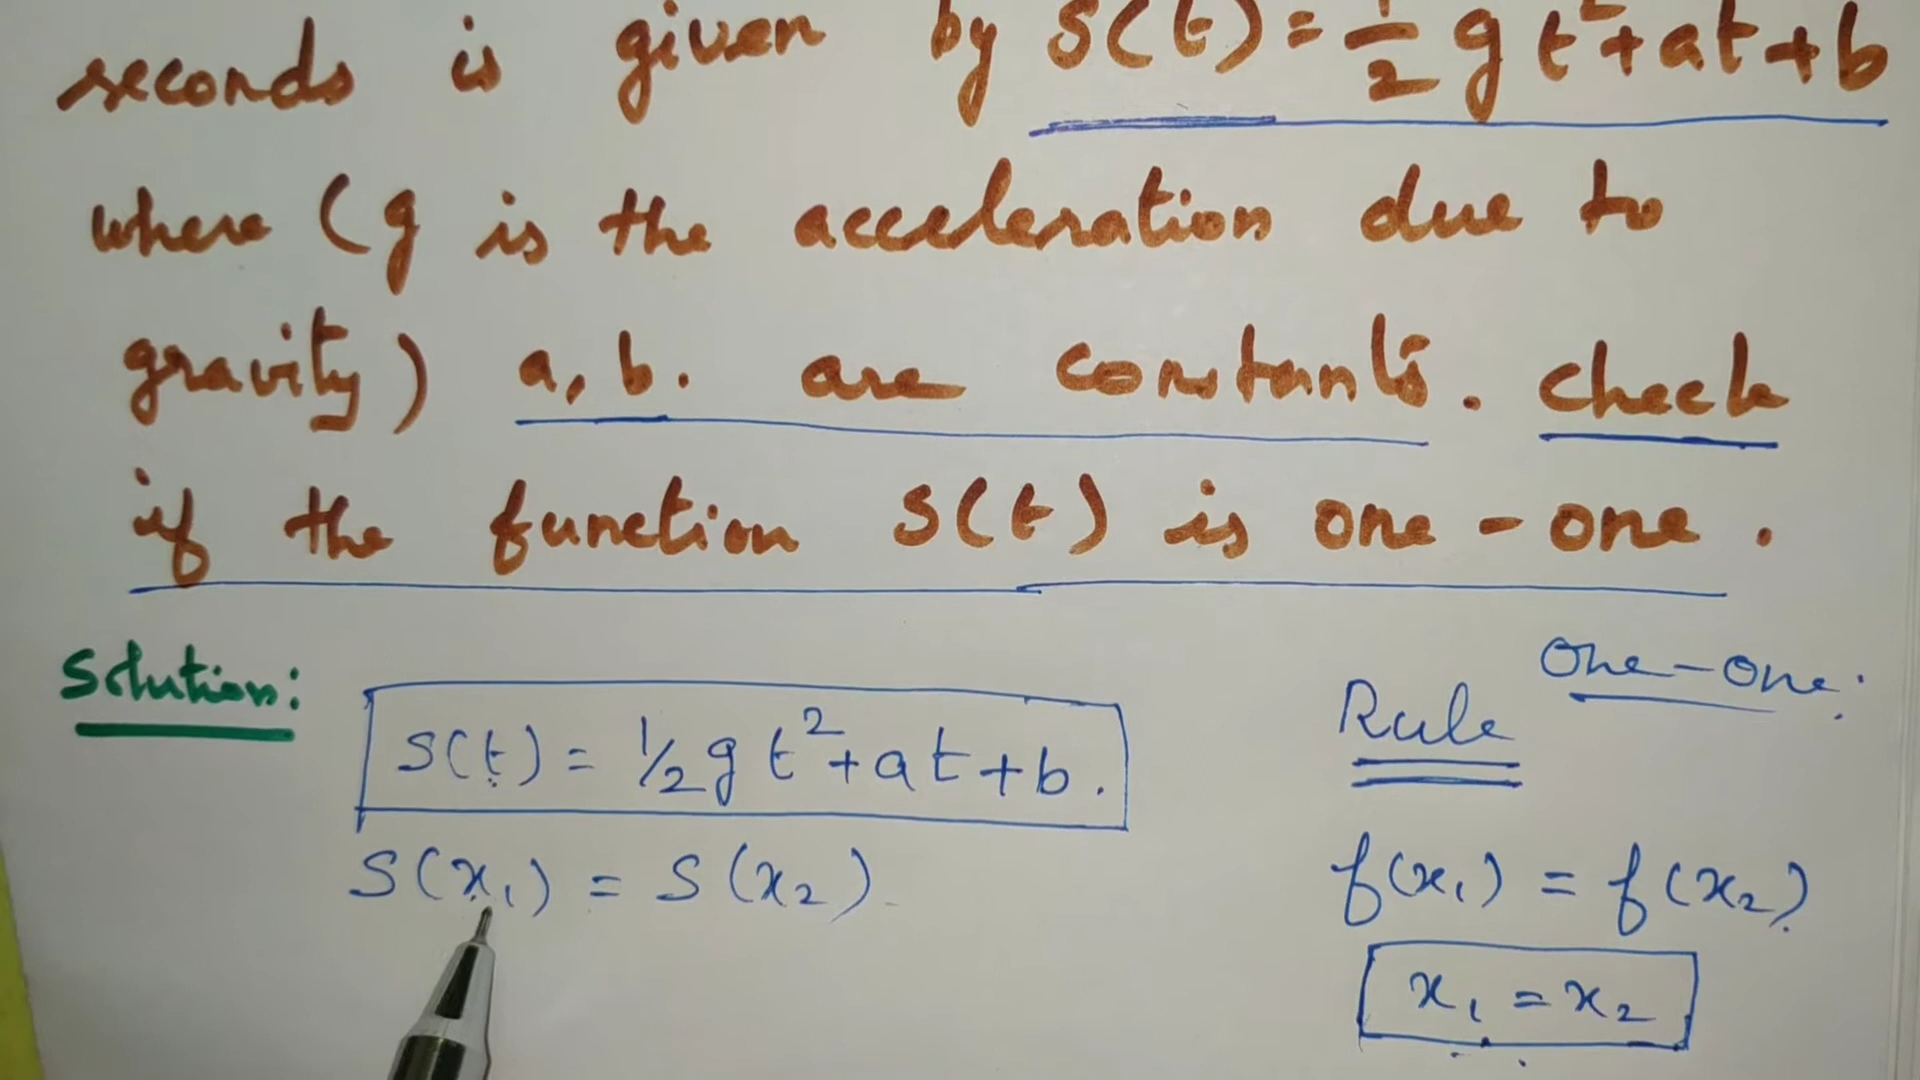 seconds is given by S(t) = 1/2 g t²+at+b
where (g is the acceleration due to
gravity) a, b. are constants. check
if the function S(t) is one-one.
Solution:
One-One:
Rule
S(t) = 1/2 g t²+at+b.
S(x₁) = S(x₂)
f(x₁) = f(x₂)
x₁ = x₂